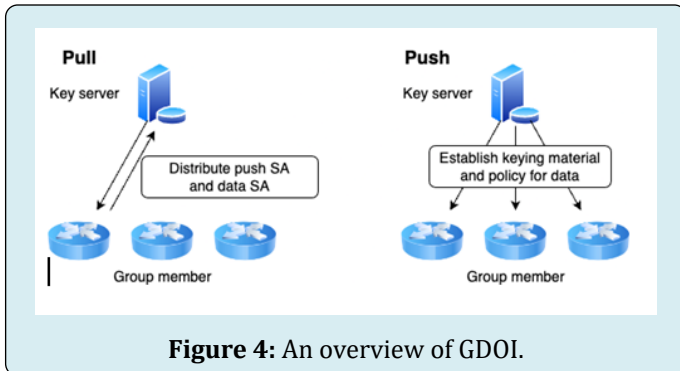 Pull
Key server
Distribute push SA
and data SA
Group member
Push
Key server
Establish keying material
and policy for data
Group member
Figure 4: An overview of GDOI.